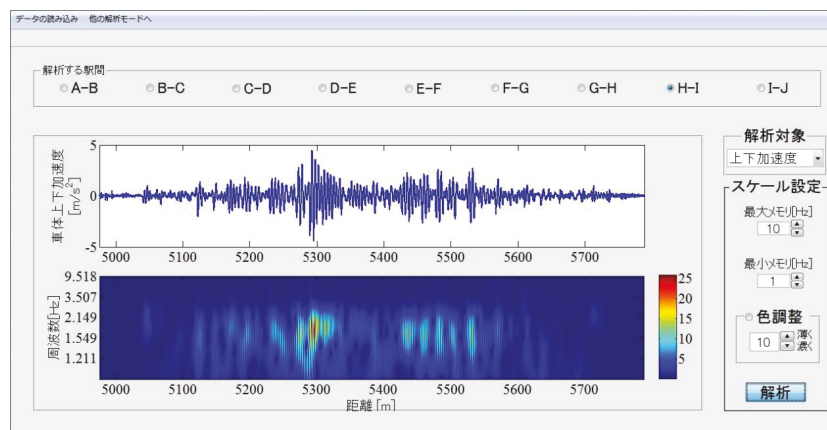 データの読み込み 他の解析モードへ
解析する駅間
A-B B-C C-D D-E E-F F-G G-H H-I I-J
車体上下加速度
[m/s²]
5
0
-5
5000 5100 5200 5300 5400 5500 5600 5700
周波数[Hz]
9.518
3.507
2.149
1.549
1.211
5000 5100 5200 5300 5400 5500 5600 5700
距離[m]
25
20
15
10
5
解析対象
上下加速度
スケール設定
最大メモリ[Hz]
10
最小メモリ[Hz]
1
色調整
10 薄く
濃く
解析